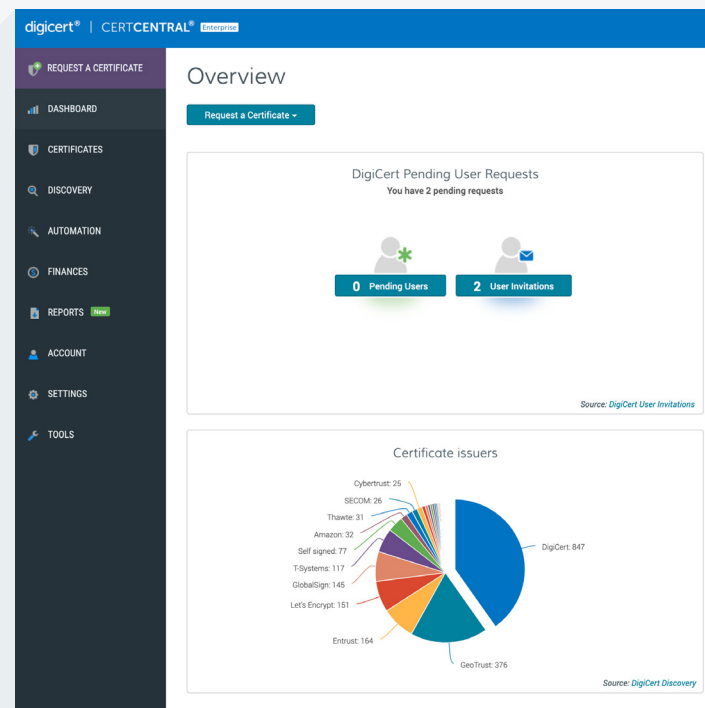 digicert® | CERTCENTRAL® Enterprise
REQUEST A CERTIFICATE
DASHBOARD
CERTIFICATES
DISCOVERY
AUTOMATION
FINANCES
REPORTS New
ACCOUNT
SETTINGS
TOOLS
Overview
Request a Certificate
DigiCert Pending User Requests
You have 2 pending requests
0 Pending Users
2 User Invitations
Source: DigiCert User Invitations
Certificate issuers
Cybertrust: 25
SECOM: 26
Thawte: 31
Amazon: 32
Self signed: 77
T-Systems: 117
GlobalSign: 145
Let's Encrypt: 151
Entrust: 164
GeoTrust: 376
DigiCert: 847
Source: DigiCert Discovery